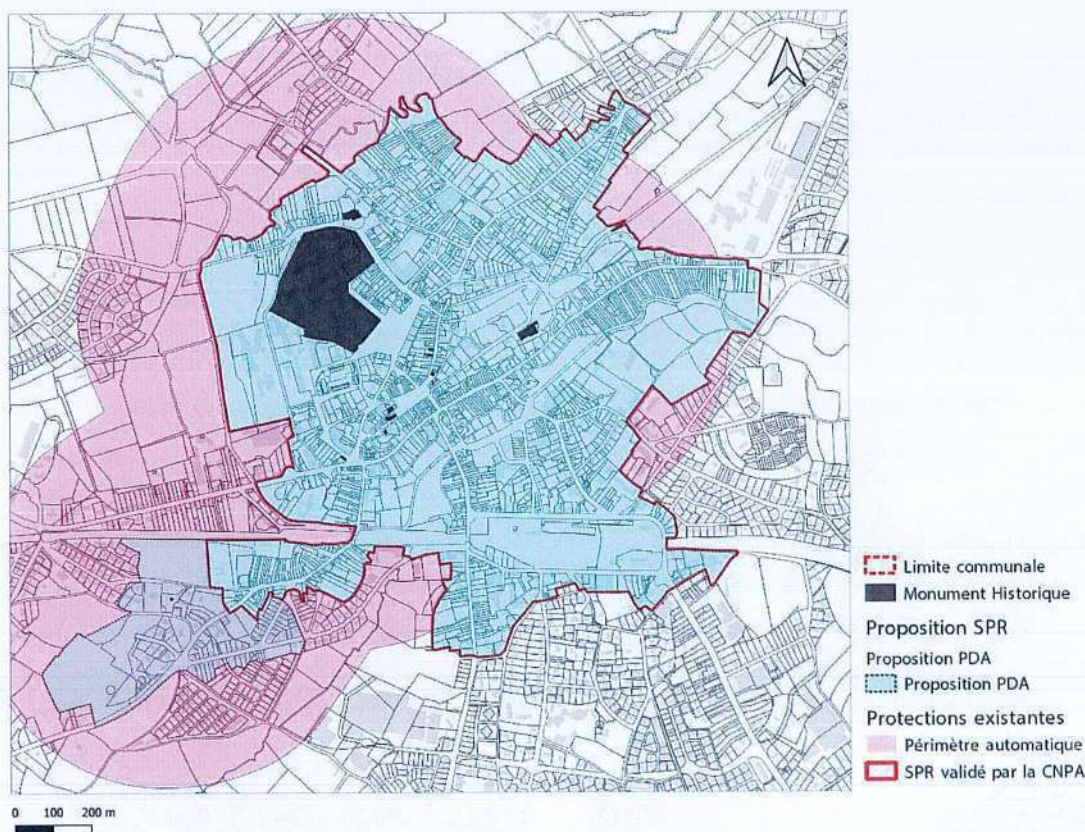 Limite communale
Monument Historique
Proposition SPR
Proposition PDA
Proposition PDA
Protections existantes
Périmètre automatique
SPR validé par la CNPA
0 100 200 m